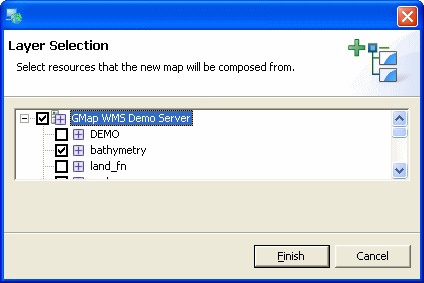 Layer Selection
Select resources that the new map will be composed from.
GMap WMS Demo Server
DEMO
bathymetry
land_fn
Finish
Cancel